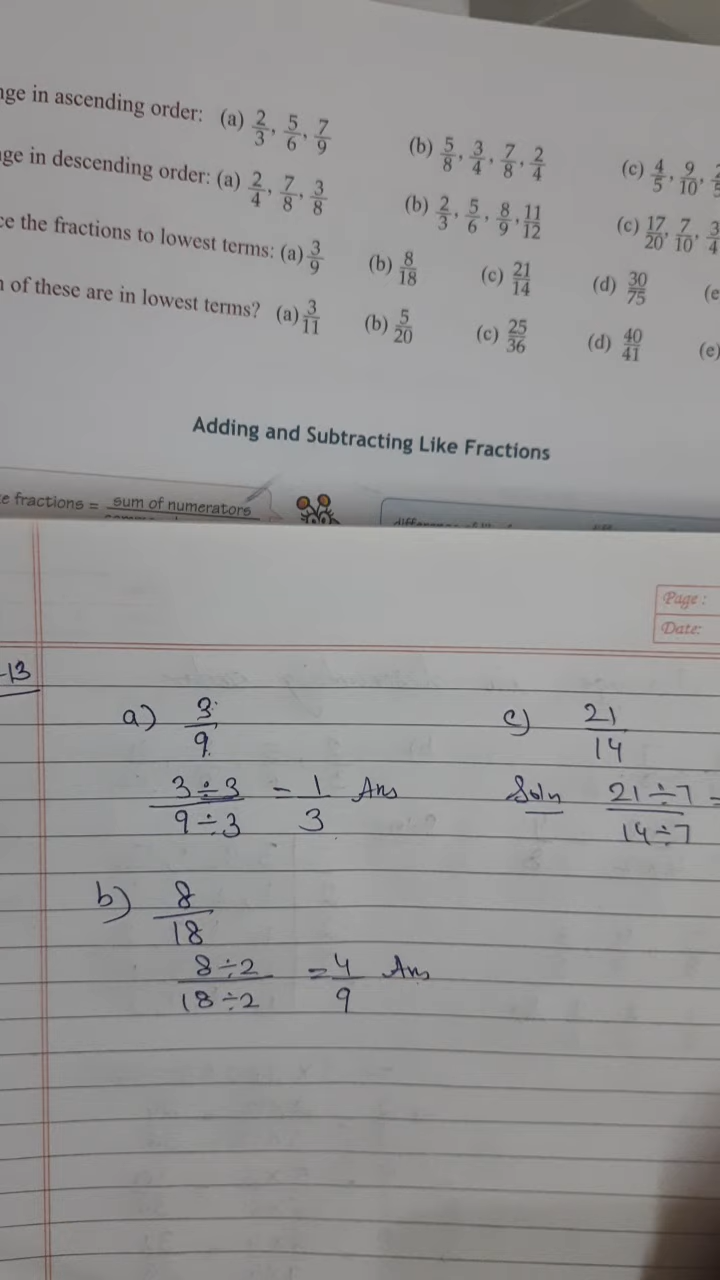 nge in ascending order: (a) 2/3, 5/6, 7/9 (b) 5/8, 3/4, 7/8, 2/4 (c) 4/5, 9/10,
nge in descending order: (a) 2/4, 7/8, 3/8 (b) 2/3, 5/6, 8/9, 11/12 (c) 17/20, 7/10, 3/4
ce the fractions to lowest terms: (a) 3/9 (b) 8/18 (c) 21/14 (d) 30/75 (e
of these are in lowest terms? (a) 3/11 (b) 5/20 (c) 25/36 (d) 40/41 (e)
Adding and Subtracting Like Fractions
e fractions = sum of numerators
Page :
Date:
-13
a) 3/9
3÷3/9÷3 = 1/3 Ans
b) 8/18
8÷2/18÷2 = 4/9 Ans
c) 21/14
Soln 21÷7/14÷7 =